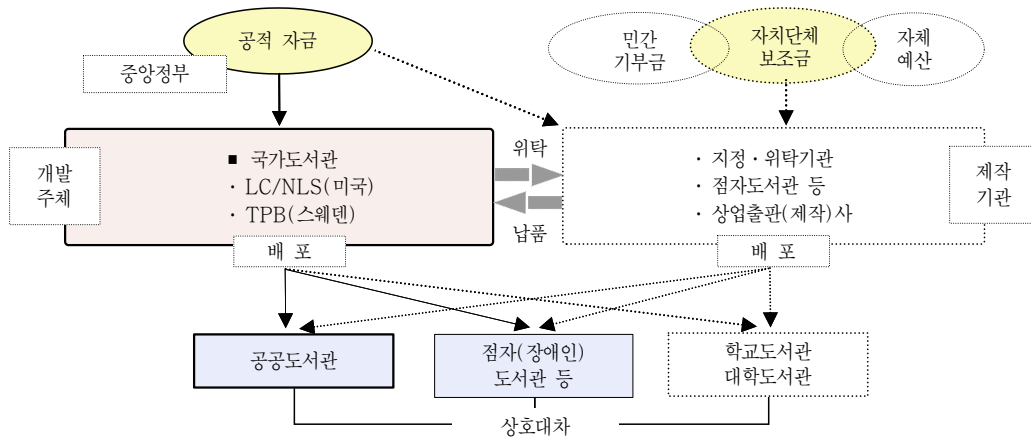 공적 자금
중앙정부
민간
기부금
자치단체
보조금
자체
예산
개발
주체
■ 국가도서관
· LC/NLS(미국)
· TPB(스웨덴)
위탁
납품
· 지정·위탁기관
· 점자도서관 등
· 상업출판(제작)사
제작
기관
배 포
배 포
공공도서관
점자(장애인)
도서관 등
학교도서관
대학도서관
상호대차